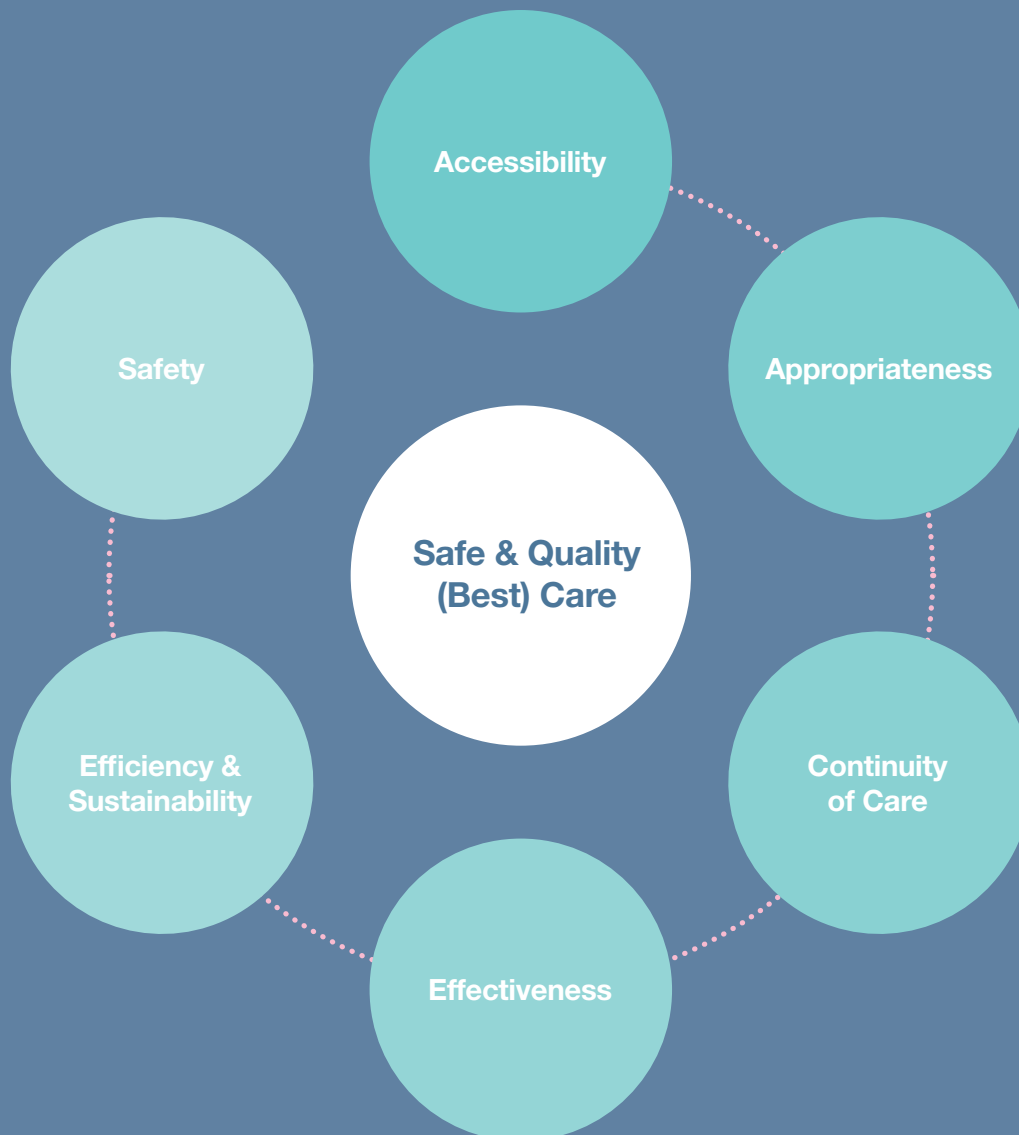 Accessibility
Safety
Appropriateness
Safe & Quality
(Best) Care
Efficiency &
Sustainability
Continuity
of Care
Effectiveness